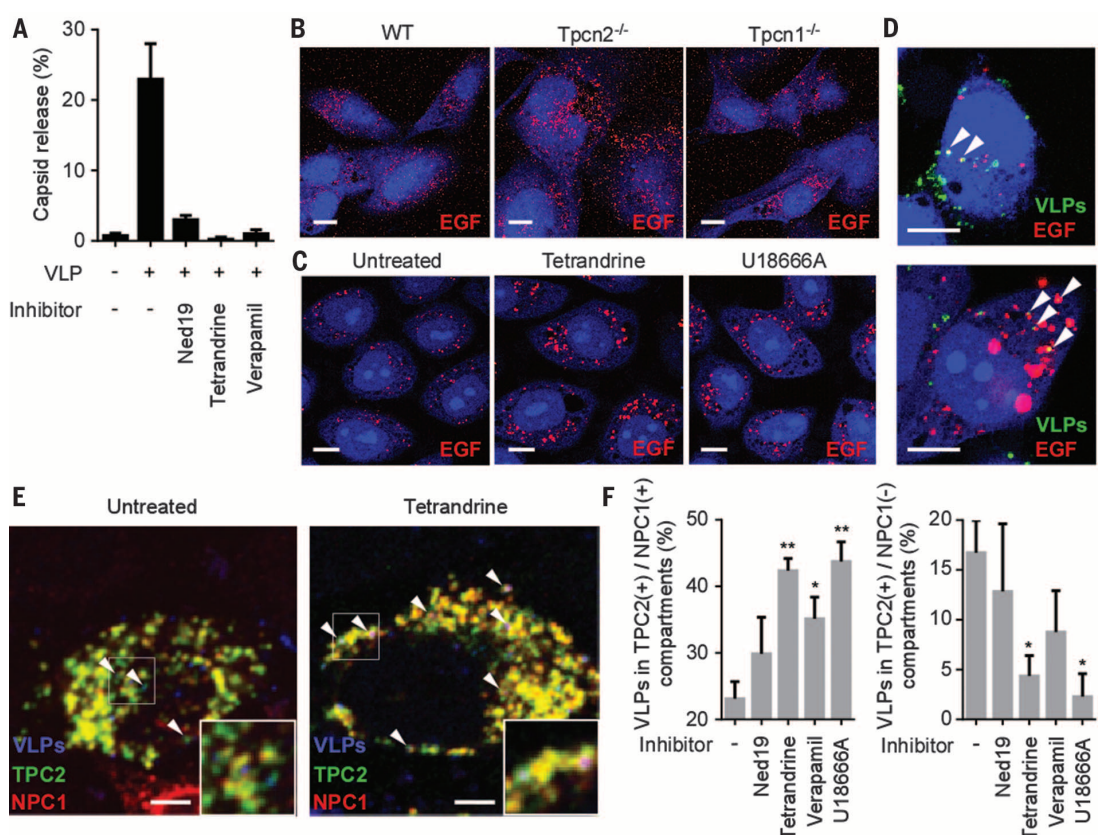 A
Capsid release (%)
30
20
10
0
VLP - + + + +
Inhibitor - - Ned19 Tetrandrine Verapamil
B
WT
Tpcn2-/-
Tpcn1-/-
EGF
EGF
EGF
C
Untreated
Tetrandrine
U18666A
EGF
EGF
EGF
D
VLPs
EGF
VLPs
EGF
E
Untreated
Tetrandrine
VLPs
TPC2
NPC1
VLPs
TPC2
NPC1
F
VLPs in TPC2(+) / NPC1(+)
compartments (%)
50
40
30
20
** * **
Inhibitor - Ned19 Tetrandrine Verapamil U18666A
VLPs in TPC2(+) / NPC1(-)
compartments (%)
20
15
10
5
0
* *
Inhibitor - Ned19 Tetrandrine Verapamil U18666A